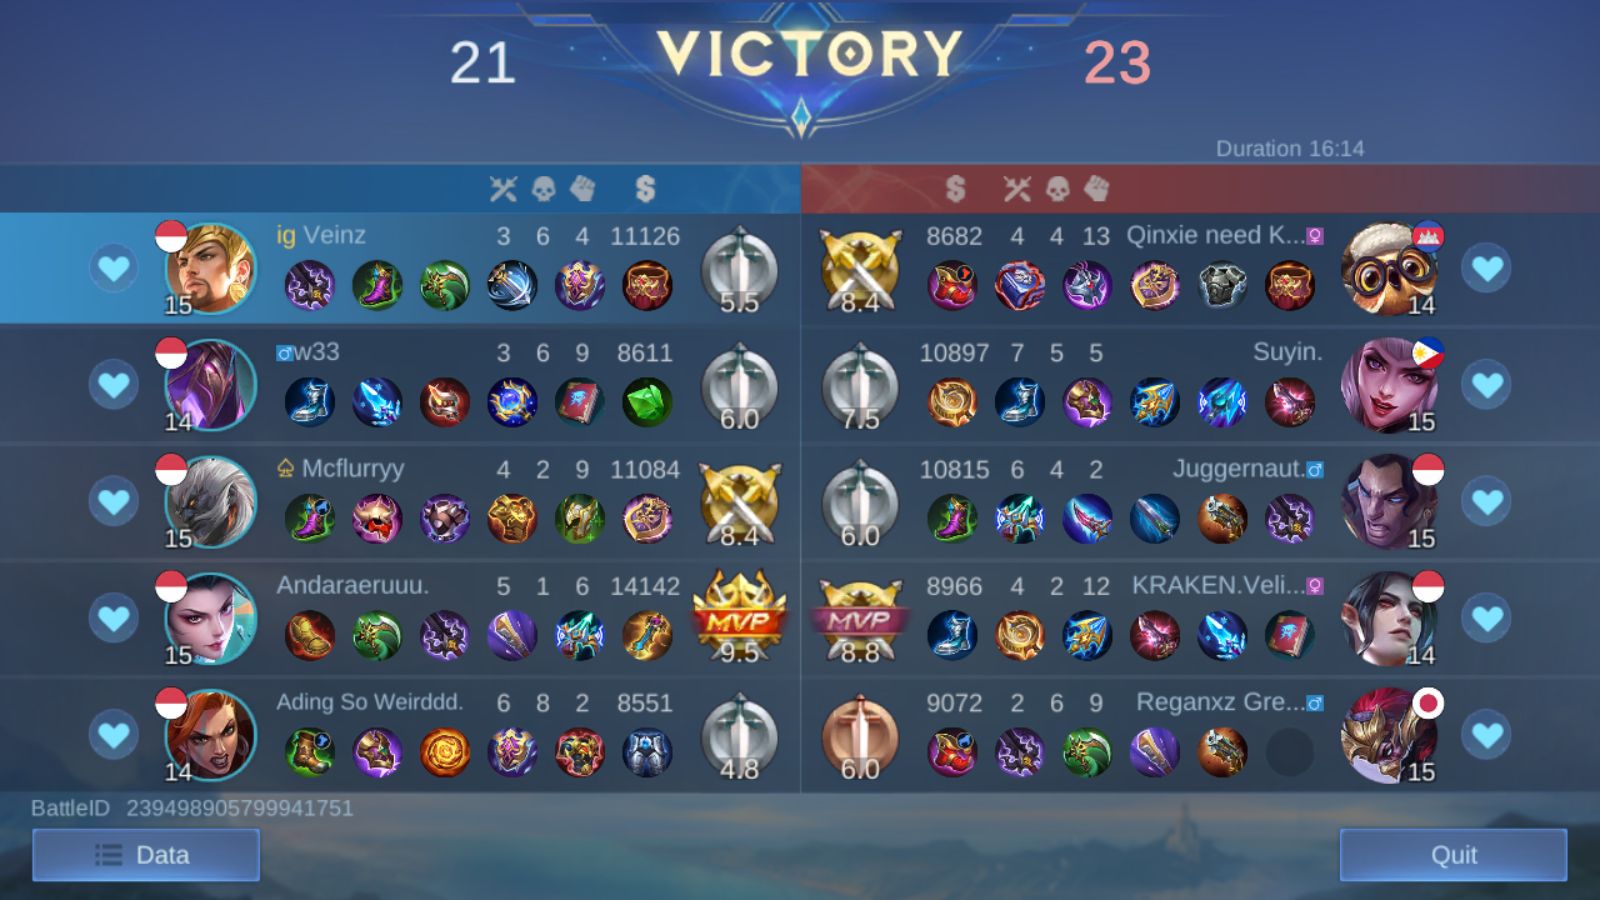 21 VICTORY 23
Duration 16:14
ig Veinz 3 6 4 11126 15 5.5
8682 4 4 13 Qinxie need K... 8.4 14
w33 3 6 9 8611 14 6.0
10897 7 5 5 Suyin. 7.5 15
Mcflurryy 4 2 9 11084 15 8.4
10815 6 4 2 Juggernaut. 6.0 15
Andaraeruuu. 5 1 6 14142 15 MVP 9.5
8966 4 2 12 KRAKEN.Veli... MVP 8.8 14
Ading So Weirddd. 6 8 2 8551 14 4.8
9072 2 6 9 Reganxz Gre... 6.0 15
BattleID 239498905799941751
Data
Quit